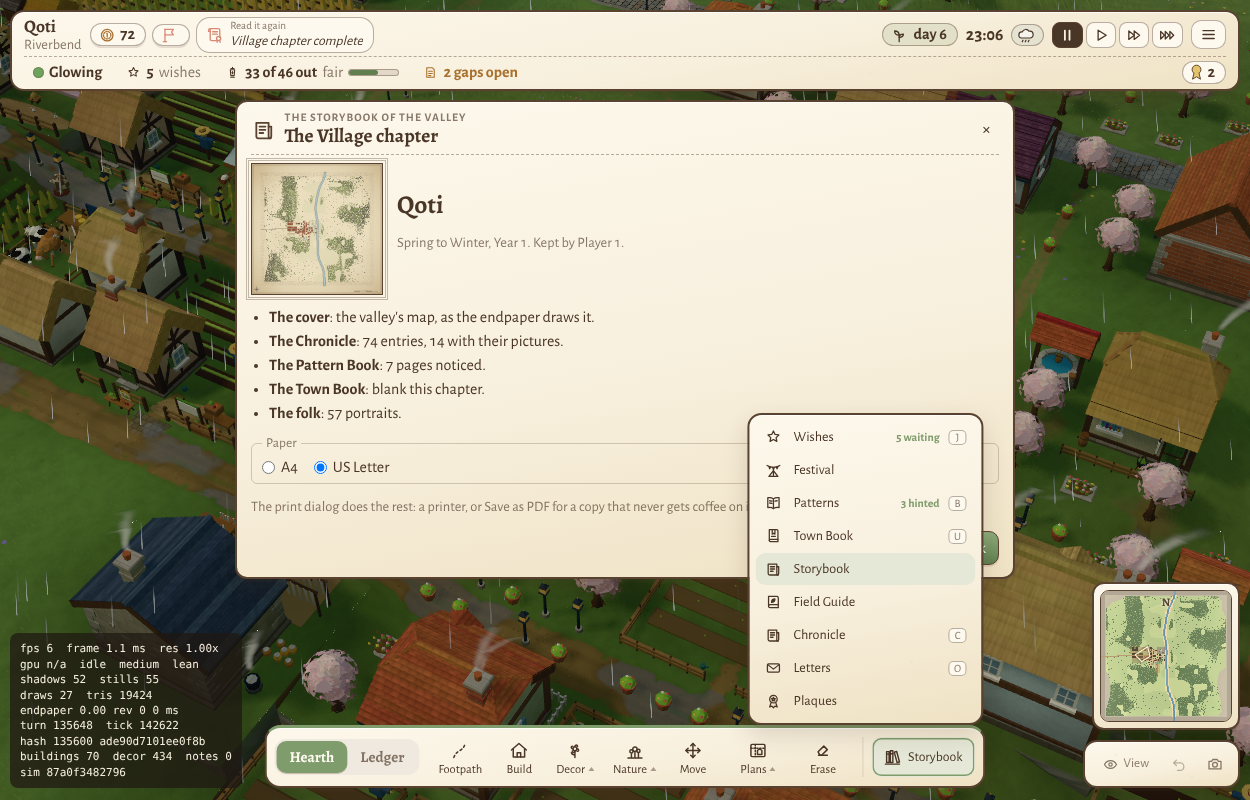 Qoti
Riverbend
72
Read it again
Village chapter complete
day 6
23:06
Glowing
5 wishes
33 of 46 out fair
2 gaps open
2
THE STORYBOOK OF THE VALLEY
The Village chapter
×
Qoti
Spring to Winter, Year 1. Kept by Player 1.
• The cover: the valley's map, as the endpaper draws it.
• The Chronicle: 74 entries, 14 with their pictures.
• The Pattern Book: 7 pages noticed.
• The Town Book: blank this chapter.
• The folk: 57 portraits.
Paper
A4
US Letter
The print dialog does the rest: a printer, or Save as PDF for a copy that never gets coffee on
Wishes 5 waiting J
Festival
Patterns 3 hinted B
Town Book U
Storybook
Field Guide
Chronicle C
Letters O
Plaques
N
fps 6 frame 1.1 ms res 1.00x
gpu n/a idle medium lean
shadows 52 stills 55
draws 27 tris 19424
endpaper 0.00 rev 0 0 ms
turn 135648 tick 142622
hash 135600 ade90d7101ee0f8b
buildings 70 decor 434 notes 0
sim 87a0f3482796
Hearth
Ledger
Footpath
Build
Decor
Nature
Move
Plans
Erase
Storybook
View